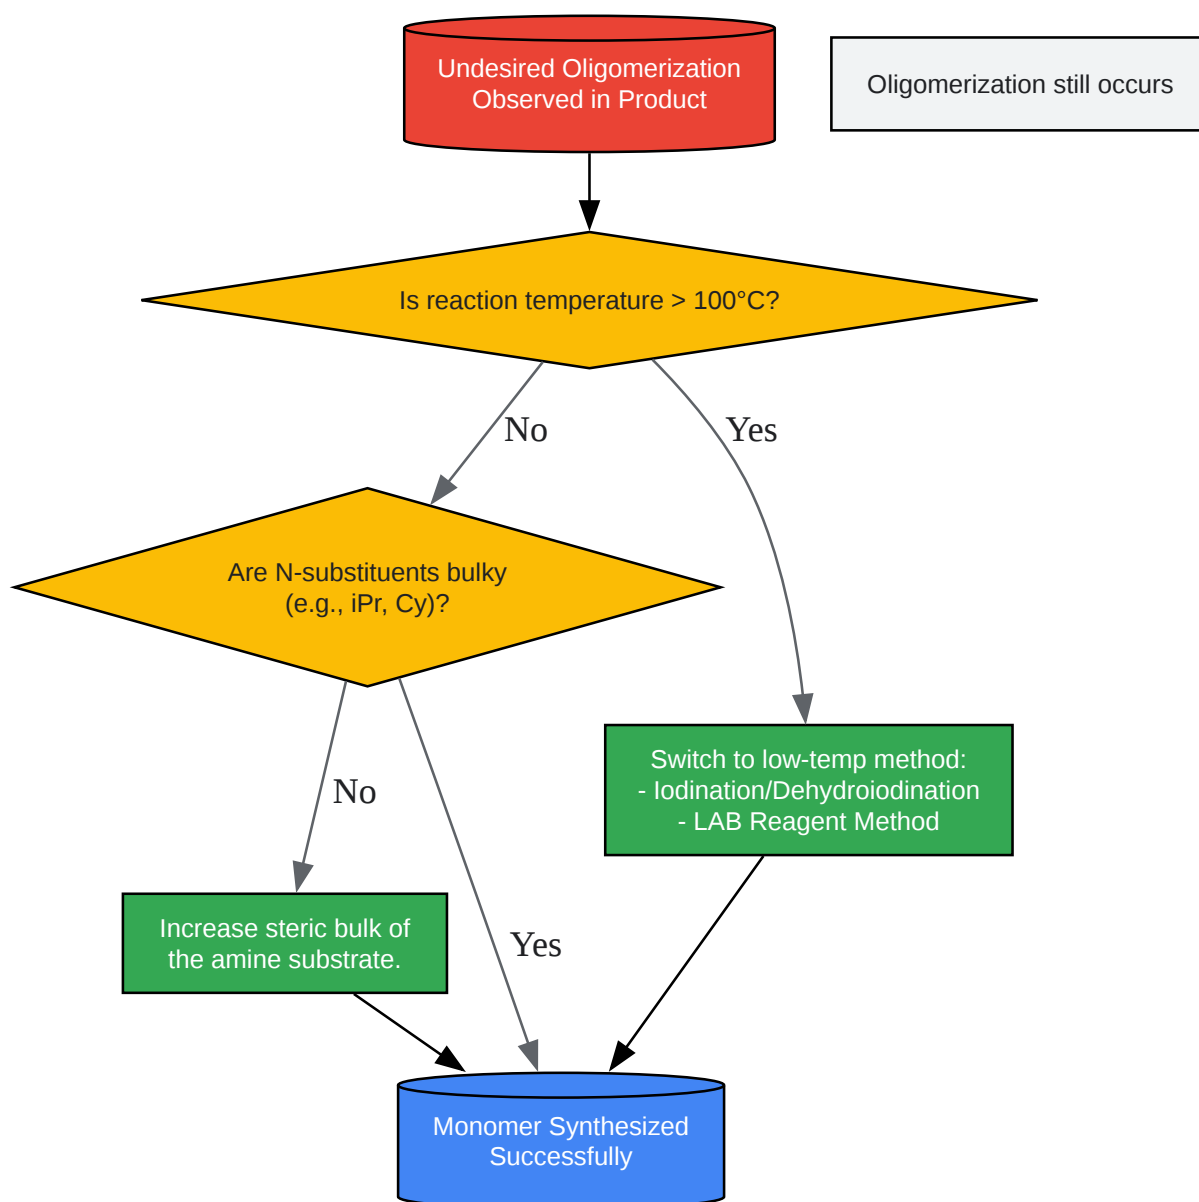 Undesired Oligomerization
Observed in Product
Oligomerization still occurs
Is reaction temperature > 100°C?
No
Yes
Are N-substituents bulky
(e.g., iPr, Cy)?
Switch to low-temp method:
- Iodination/Dehydroiodination
- LAB Reagent Method
No
Yes
Increase steric bulk of
the amine substrate.
Monomer Synthesized
Successfully